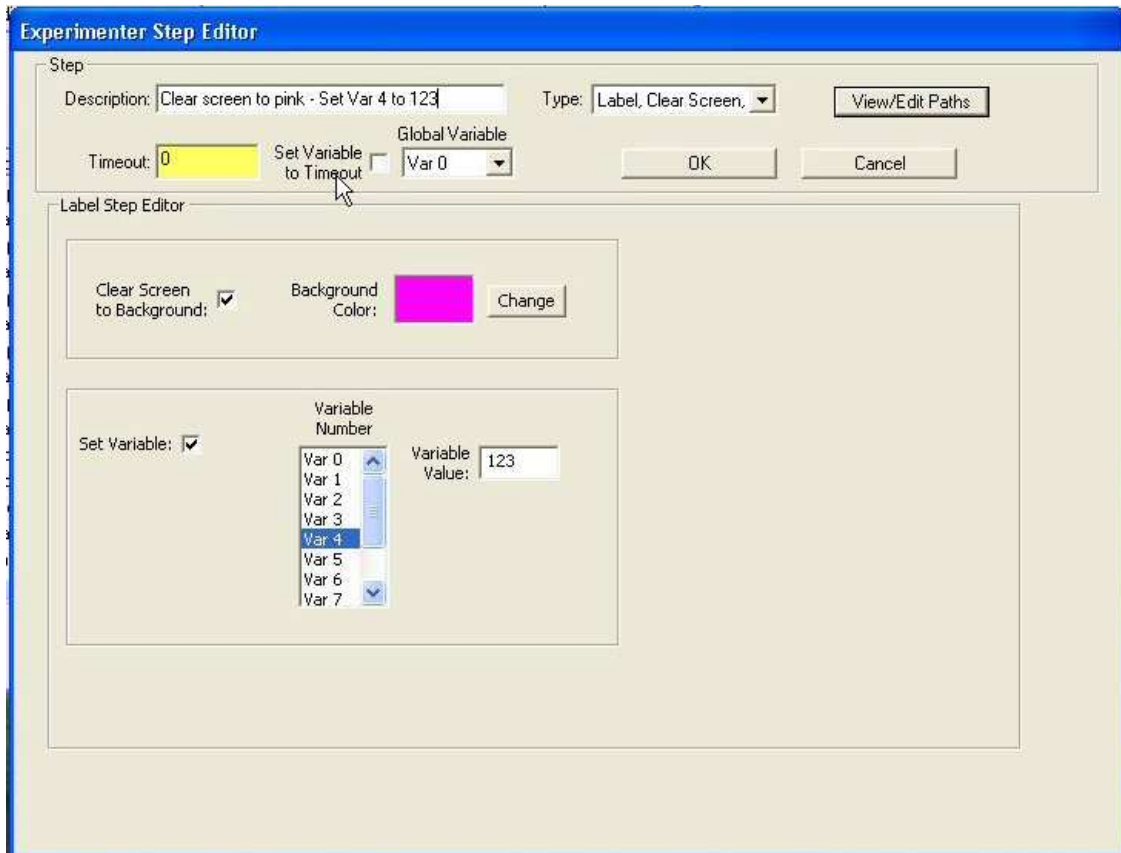 Experimenter Step Editor
Step
Description: Clear screen to pink - Set Var 4 to 123
Type: Label, Clear Screen,
View/Edit Paths
Timeout: 0
Set Variable
to Timeout
Global Variable
Var 0
OK
Cancel
Label Step Editor
Clear Screen
to Background:
Background
Color:
Change
Set Variable:
Variable
Number
Var 0
Var 1
Var 2
Var 3
Var 4
Var 5
Var 6
Var 7
Variable
Value:
123